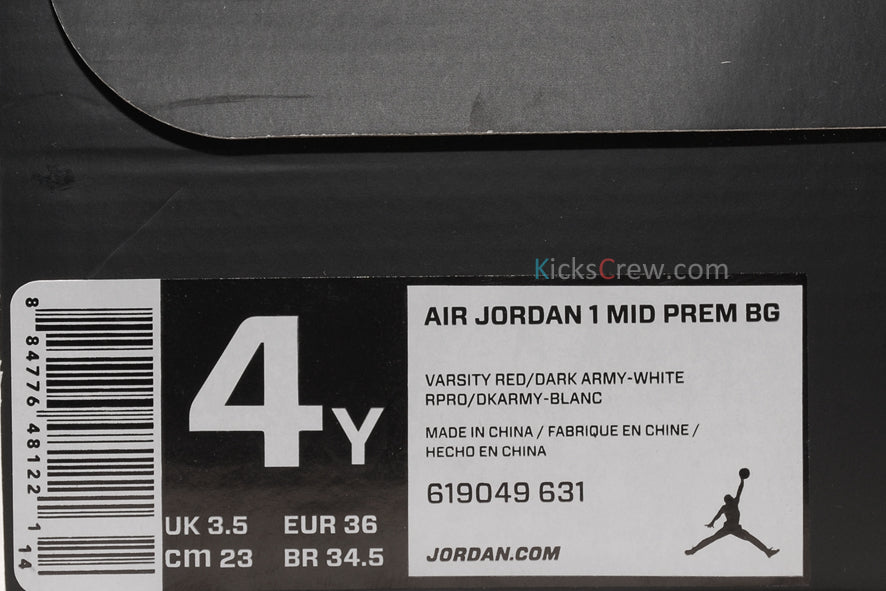 KicksCrew.com
8 84776 48122 1 14
4Y
UK 3.5 EUR 36
cm 23 BR 34.5
AIR JORDAN 1 MID PREM BG
VARSITY RED/DARK ARMY-WHITE
RPRO/DKARMY-BLANC
MADE IN CHINA / FABRIQUE EN CHINE /
HECHO EN CHINA
619049 631
JORDAN.COM